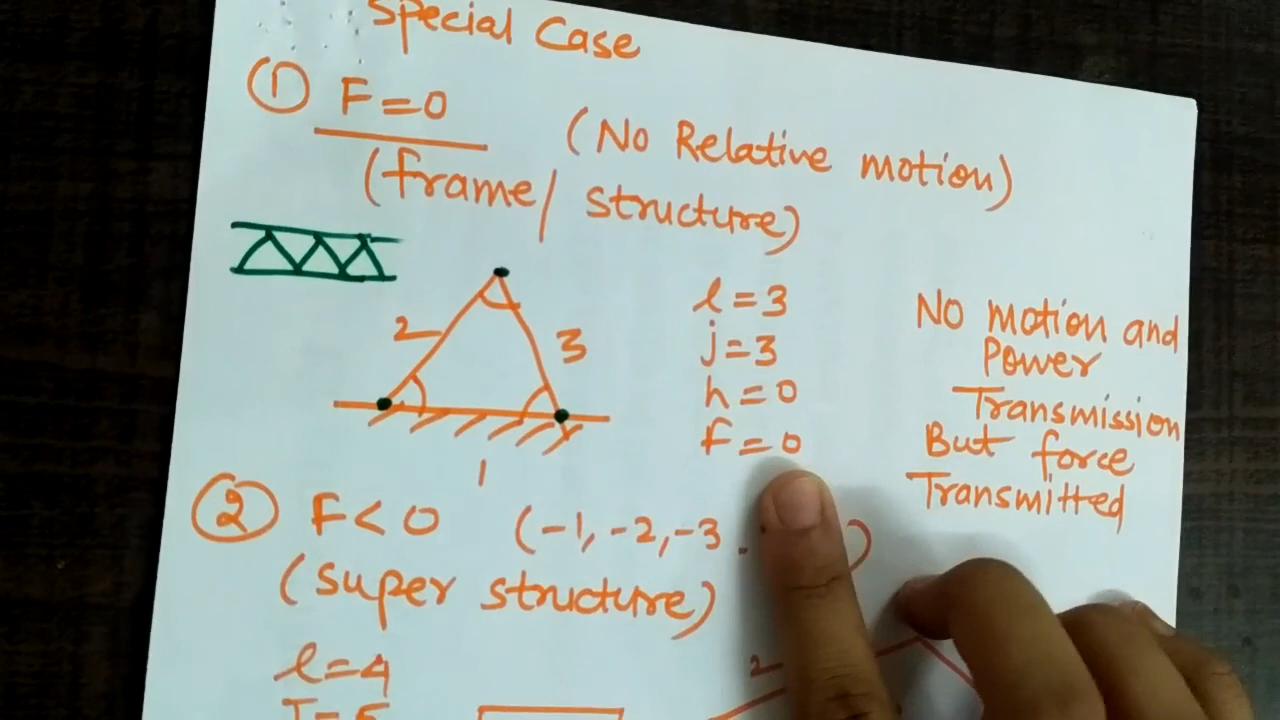 Special Case
① F=0 (No Relative motion)
(frame/ structure)
2
3
1
l=3
j=3
h=0
F=0
No motion and
Power
Transmission
But force
Transmitted
② F<0 (-1, -2, -3 )
(super structure)
l=4
2